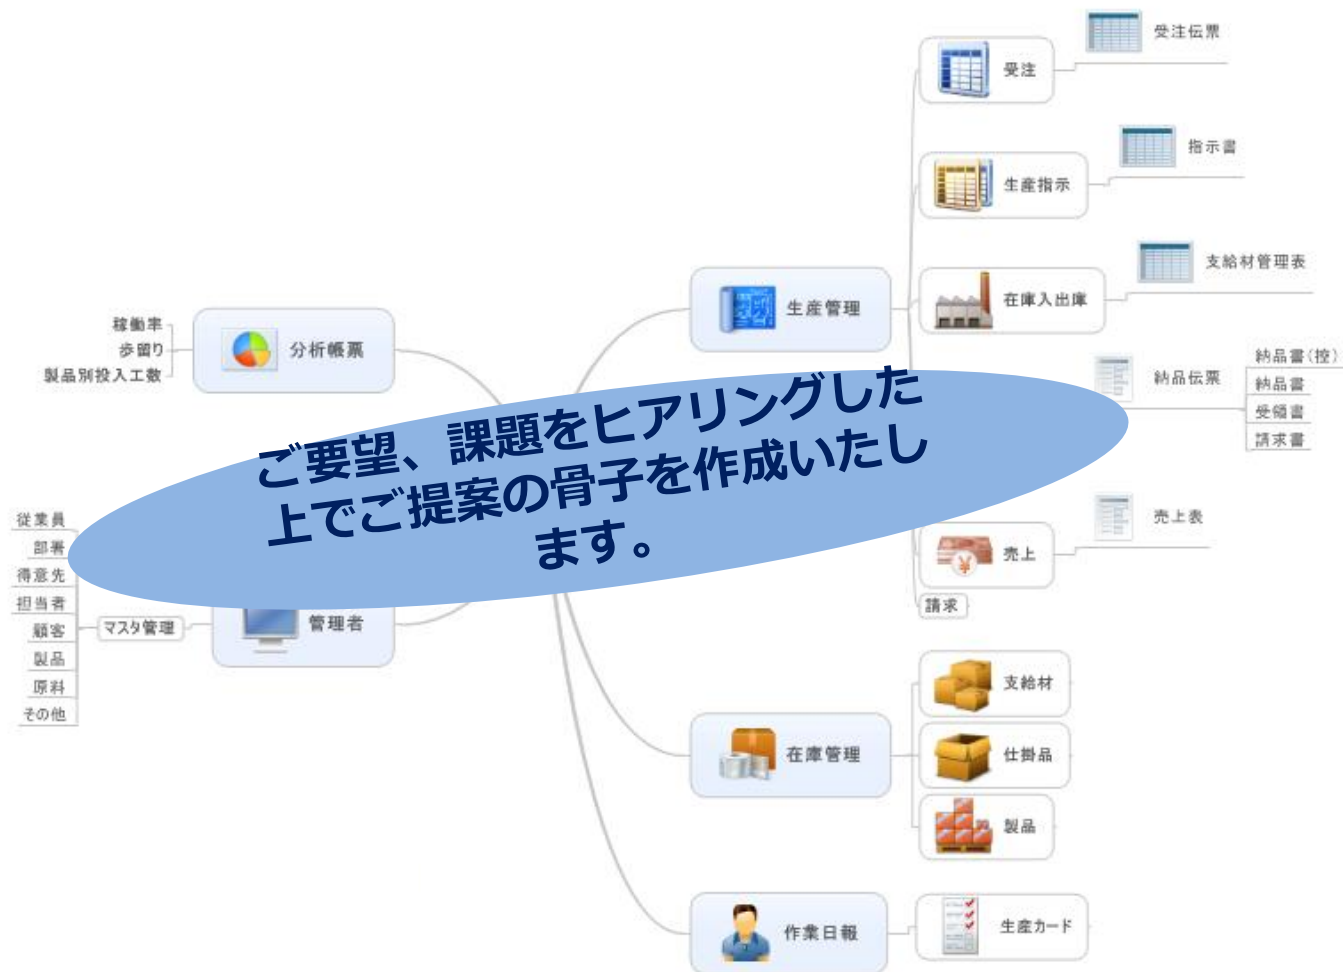 受注伝票
受注
指示書
生産指示
支給材管理表
在庫入出庫
生産管理
納品伝票
納品書(控)
納品書
受領書
請求書
売上表
売上
請求
稼働率
歩留り
製品別投入工数
分析帳票
ご要望、課題をヒアリングした
上でご提案の骨子を作成いたし
ます。
従業員
部署
得意先
担当者
顧客
製品
原料
その他
マスタ管理
管理者
在庫管理
支給材
仕掛品
製品
作業日報
生産カード